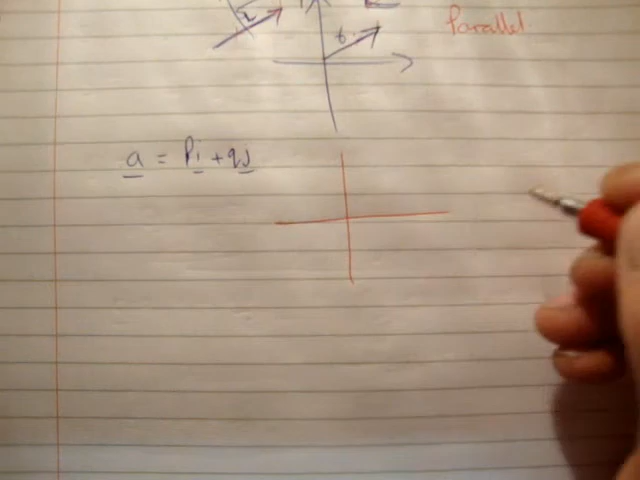 Parallel
a = pi + qj